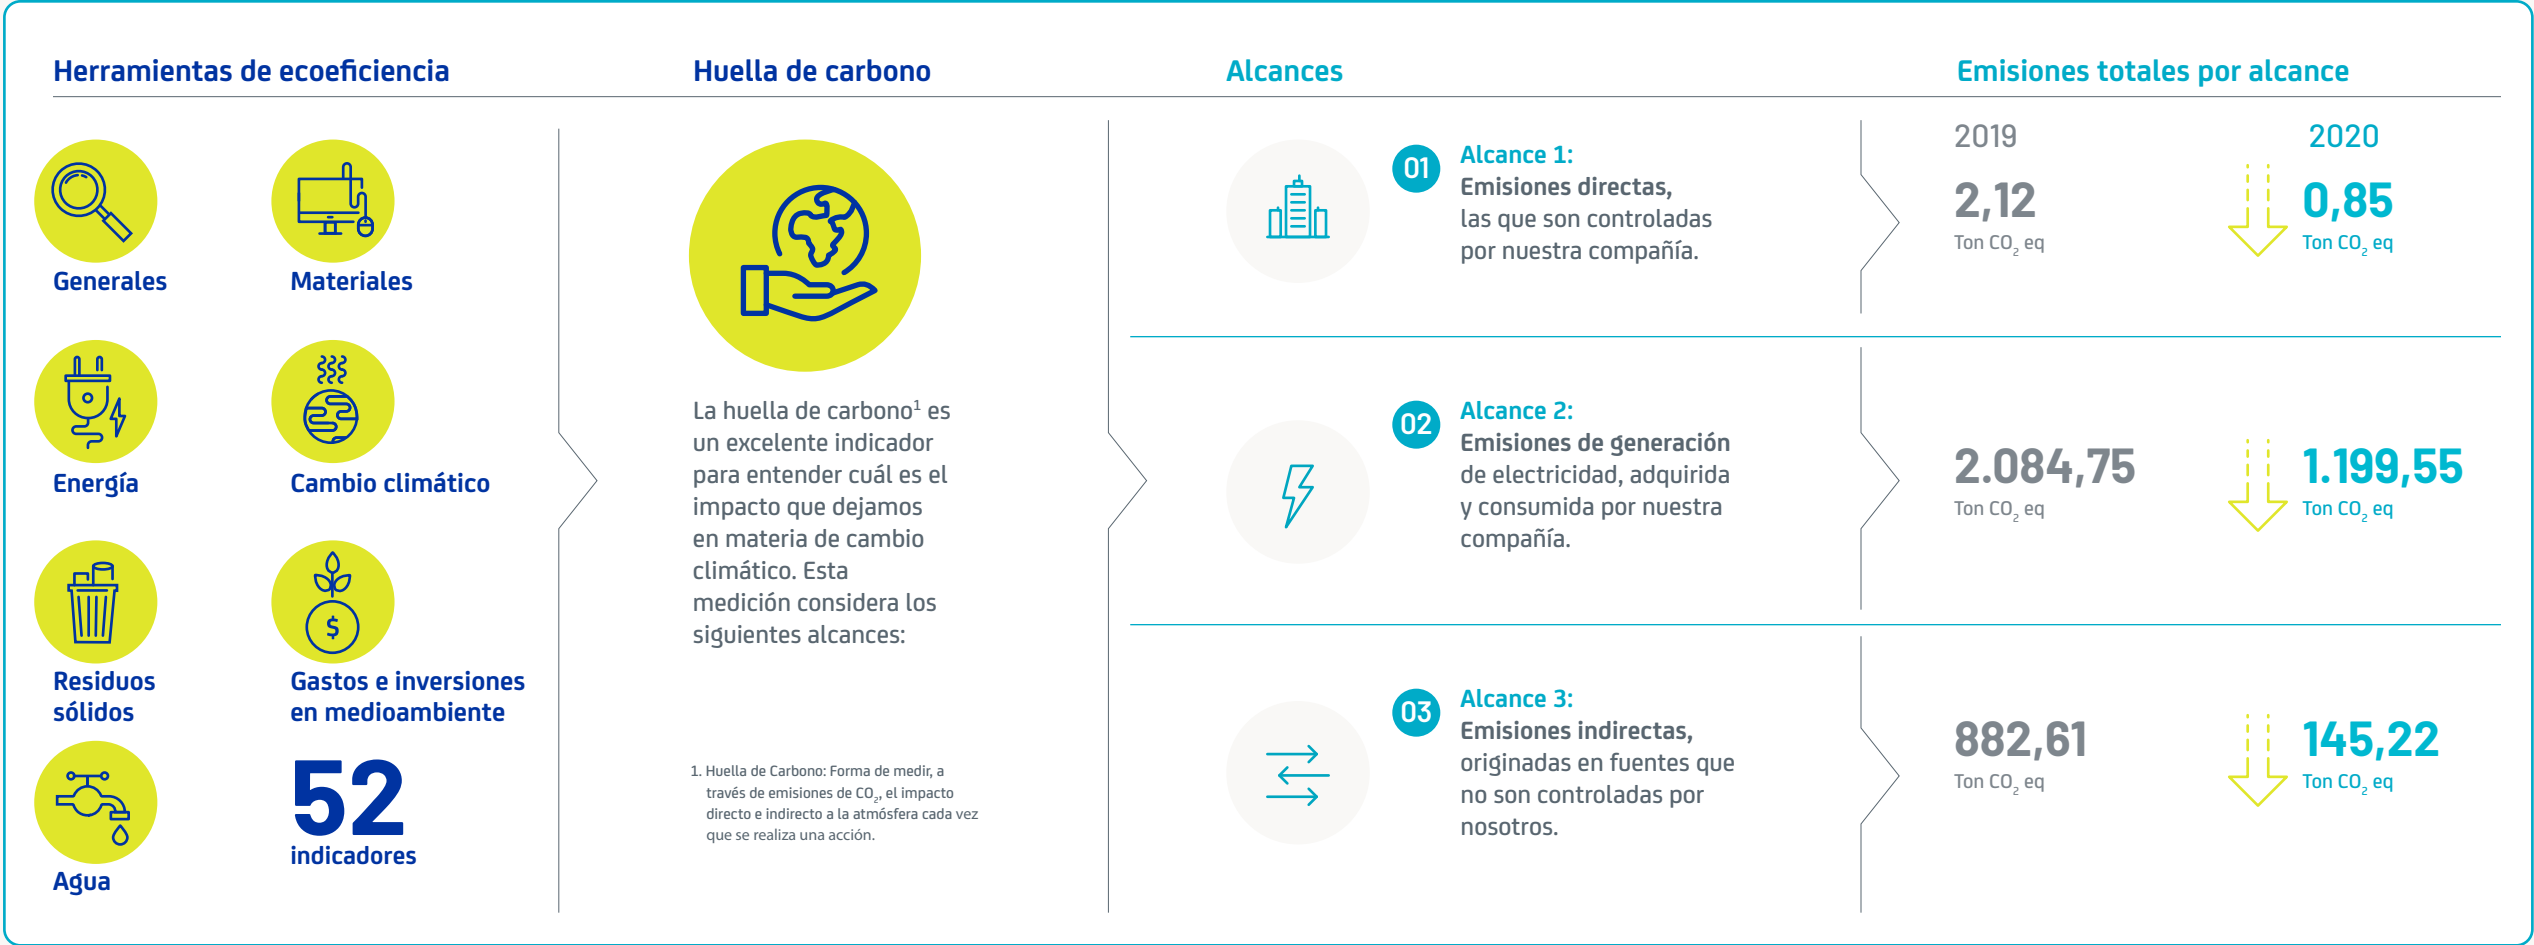 Herramientas de ecoeficiencia
Generales
Materiales
Energía
Cambio climático
Residuos
sólidos
Gastos e inversiones
en medioambiente
$
Agua
52
indicadores
Huella de carbono
La huella de carbono¹ es
un excelente indicador
para entender cuál es el
impacto que dejamos
en materia de cambio
climático. Esta
medición considera los
siguientes alcances:
1. Huella de Carbono: Forma de medir, a
través de emisiones de CO₂, el impacto
directo e indirecto a la atmósfera cada vez
que se realiza una acción.
Alcances
01
Alcance 1:
Emisiones directas,
las que son controladas
por nuestra compañía.
02
Alcance 2:
Emisiones de generación
de electricidad, adquirida
y consumida por nuestra
compañía.
03
Alcance 3:
Emisiones indirectas,
originadas en fuentes que
no son controladas por
nosotros.
Emisiones totales por alcance
2019
2020
2,12
Ton CO₂ eq
0,85
Ton CO₂ eq
2.084,75
Ton CO₂ eq
1.199,55
Ton CO₂ eq
882,61
Ton CO₂ eq
145,22
Ton CO₂ eq